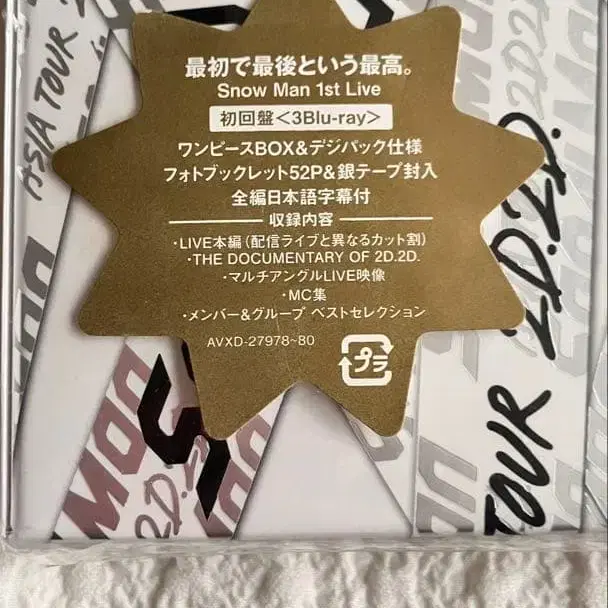 最初で最後という最高。
Snow Man 1st Live
初回盤<3Blu-ray>
ワンピースBOX&デジパック仕様
フォトブックレット52P&銀テープ封入
全編日本語字幕付
収録内容
・LIVE本編(配信ライブと異なるカット割)
・THE DOCUMENTARY OF 2D.2D.
・マルチアングルLIVE映像
・MC集
・メンバー&グループ ベストセレクション
AVXD-27978~80
プラ
ASIA TOUR 2D.
2D.2D.
TOUR 2D.2D.
2D.